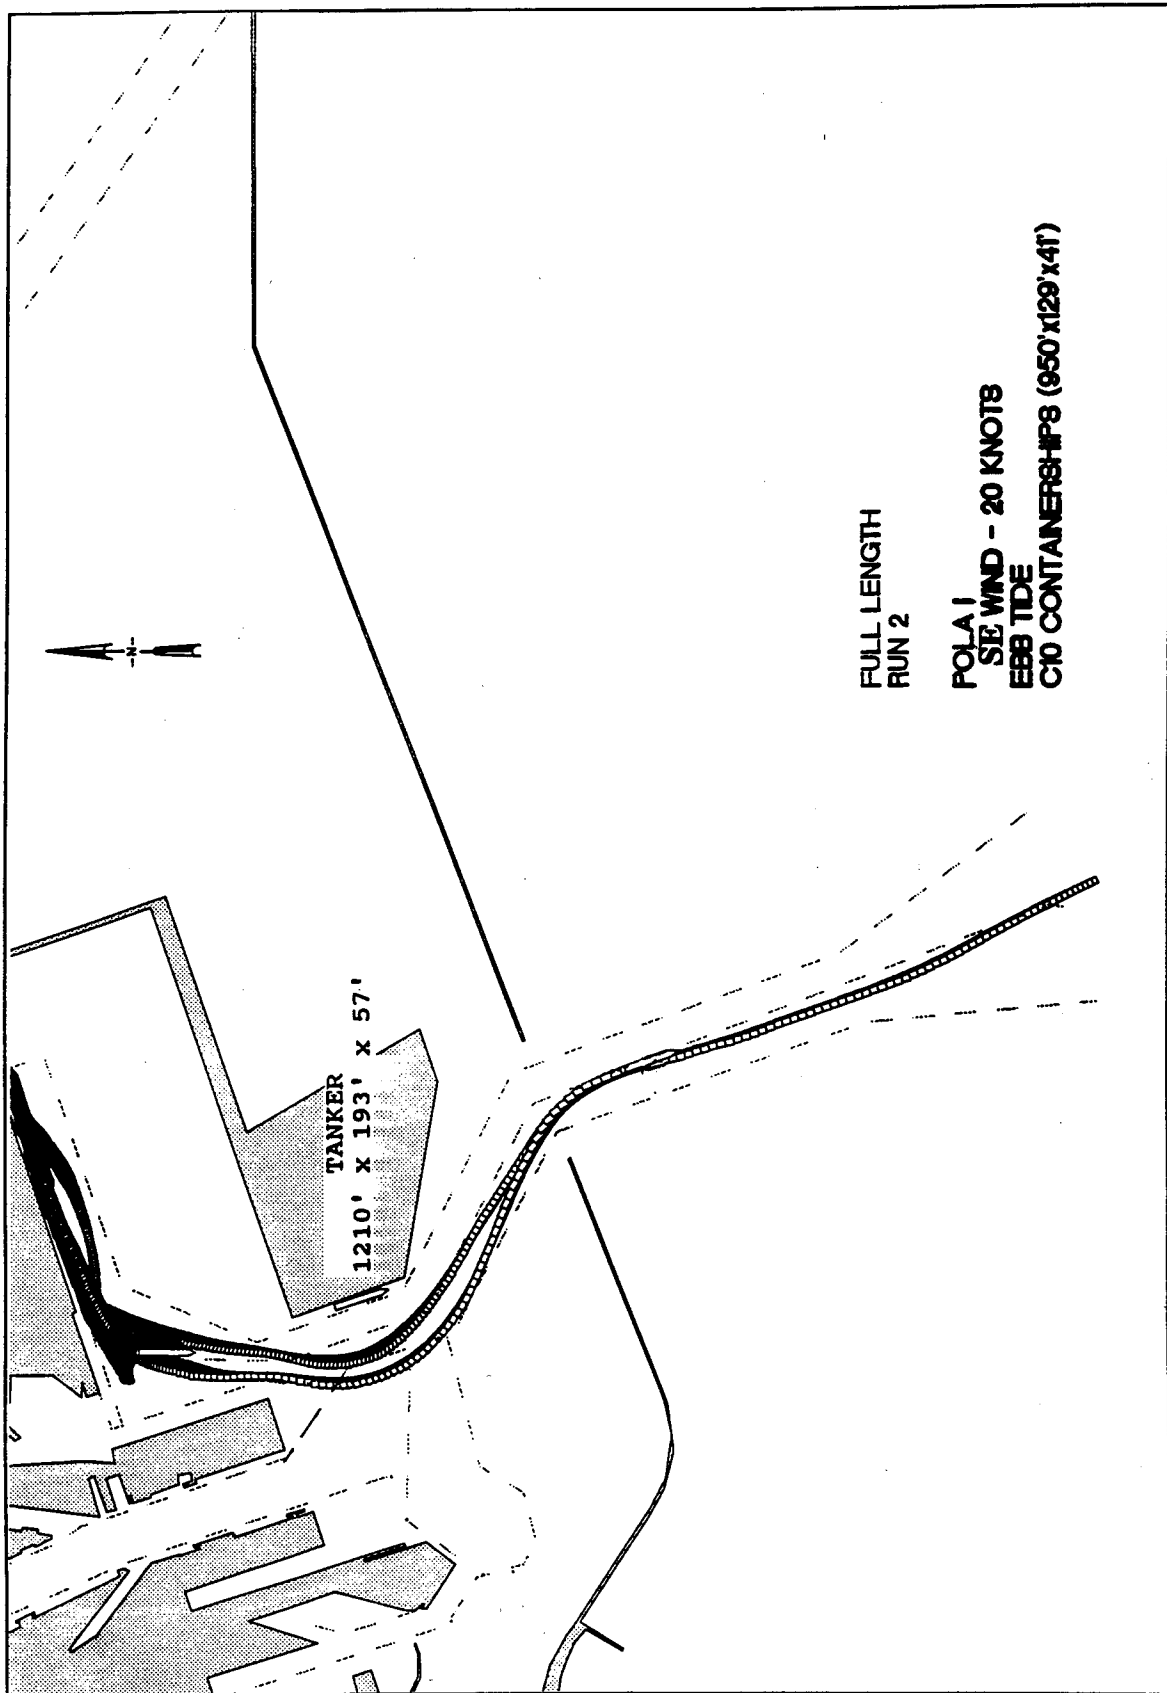 -N-
TANKER
1210' x 193' x 57'
FULL LENGTH
RUN 2
POLA I
SE WIND - 20 KNOTS
EBB TIDE
C10 CONTAINERSHIPS (950'x129'x41')